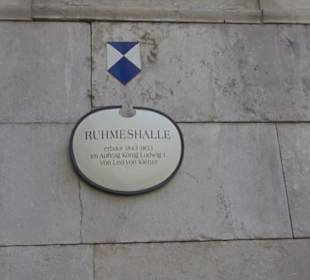 RUHMESHALLE
erbaut 1843-1853
im Auftrag König Ludwig I.
von Leo von Klenze